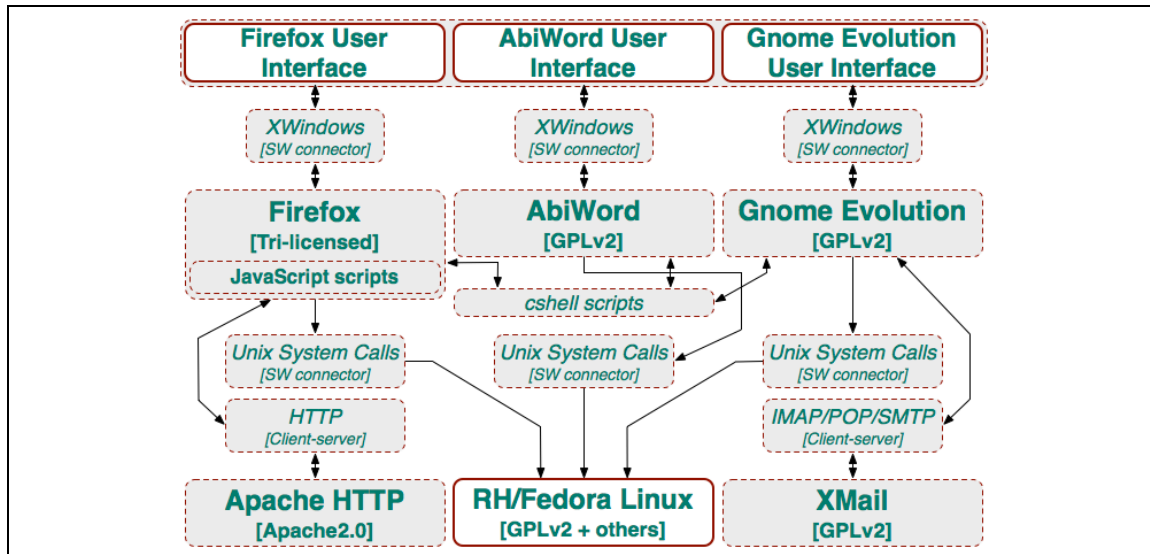 Firefox User
Interface
AbiWord User
Interface
Gnome Evolution
User Interface
XWindows
[SW connector]
XWindows
[SW connector]
XWindows
[SW connector]
Firefox
[Tri-licensed]
JavaScript scripts
AbiWord
[GPLv2]
Gnome Evolution
[GPLv2]
cshell scripts
Unix System Calls
[SW connector]
Unix System Calls
[SW connector]
Unix System Calls
[SW connector]
HTTP
[Client-server]
IMAP/POP/SMTP
[Client-server]
Apache HTTP
[Apache2.0]
RH/Fedora Linux
[GPLv2 + others]
XMail
[GPLv2]